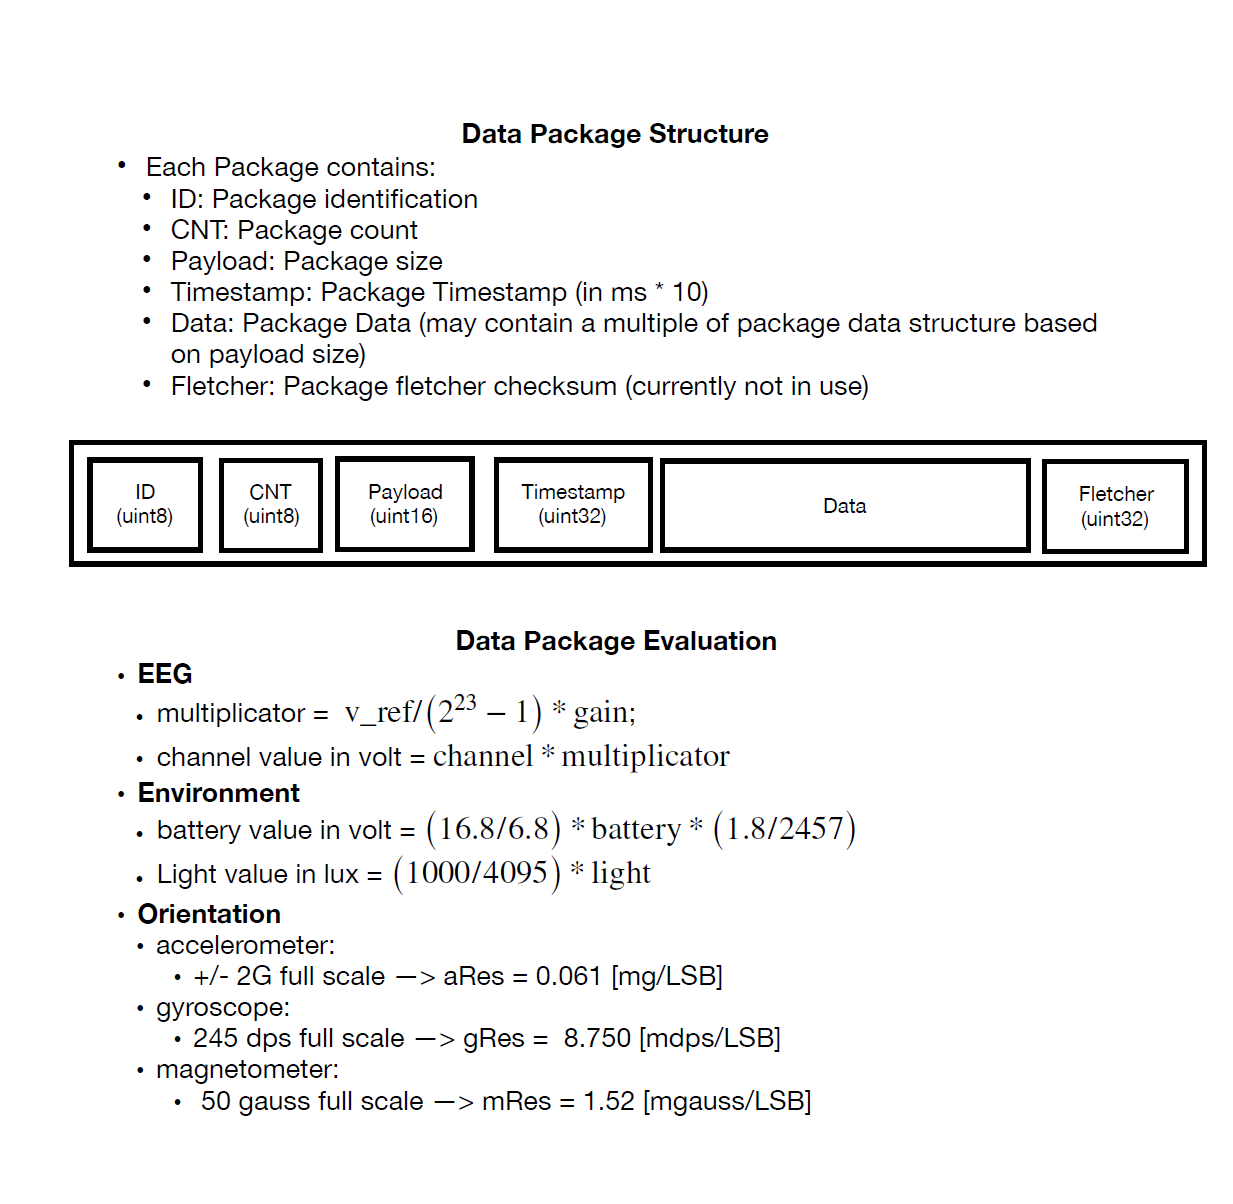 Data Package Structure
• Each Package contains:
• ID: Package identification
• CNT: Package count
• Payload: Package size
• Timestamp: Package Timestamp (in ms * 10)
• Data: Package Data (may contain a multiple of package data structure based
on payload size)
• Fletcher: Package fletcher checksum (currently not in use)
ID CNT Payload Timestamp Data Fletcher
(uint8) (uint8) (uint16) (uint32) (uint32)
Data Package Evaluation
• EEG
• multiplicator = v_ref/(2²³ − 1) * gain;
• channel value in volt = channel * multiplicator
• Environment
• battery value in volt = (16.8/6.8) * battery * (1.8/2457)
• Light value in lux = (1000/4095) * light
• Orientation
• accelerometer:
• +/- 2G full scale —> aRes = 0.061 [mg/LSB]
• gyroscope:
• 245 dps full scale —> gRes = 8.750 [mdps/LSB]
• magnetometer:
• 50 gauss full scale —> mRes = 1.52 [mgauss/LSB]